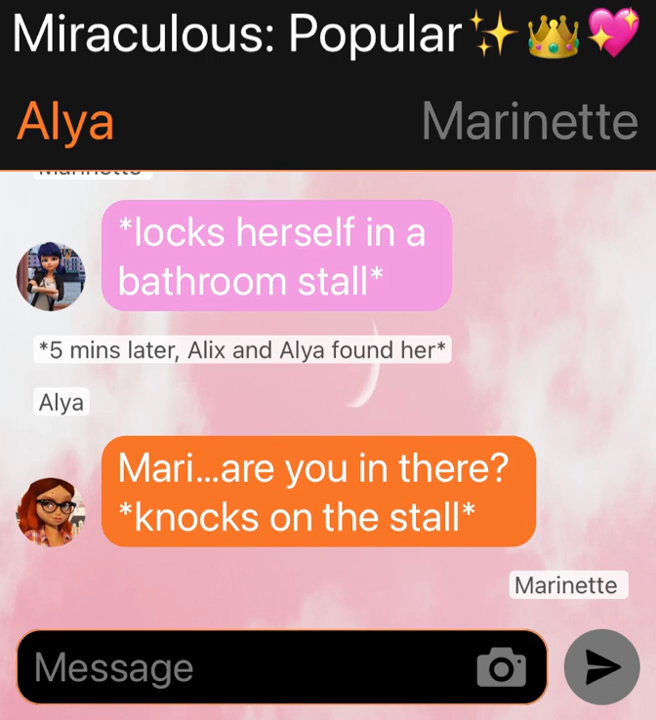 Miraculous: Popular✨👑💖
Alya
Marinette
Marinette
*locks herself in a
bathroom stall*
*5 mins later, Alix and Alya found her*
Alya
Mari...are you in there?
*knocks on the stall*
Marinette
Message